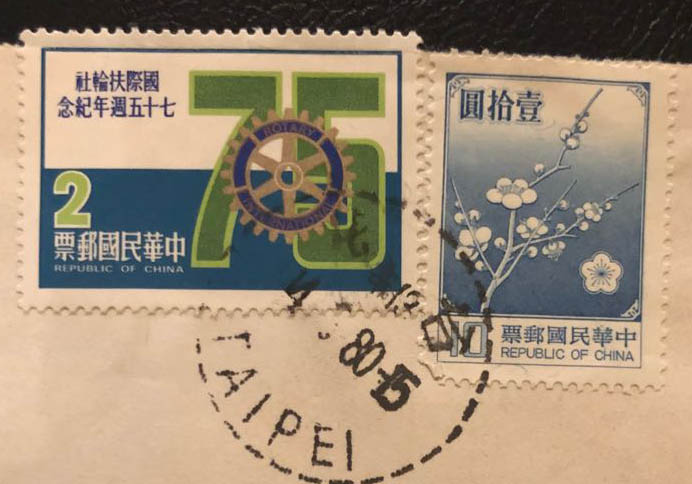 國際扶輪社
七十五週年紀念
75
ROTARY
INTERNATIONAL
2
中華民國郵票
REPUBLIC OF CHINA
壹拾圓
10
中華民國郵票
REPUBLIC OF CHINA
80
15
TAIPEI